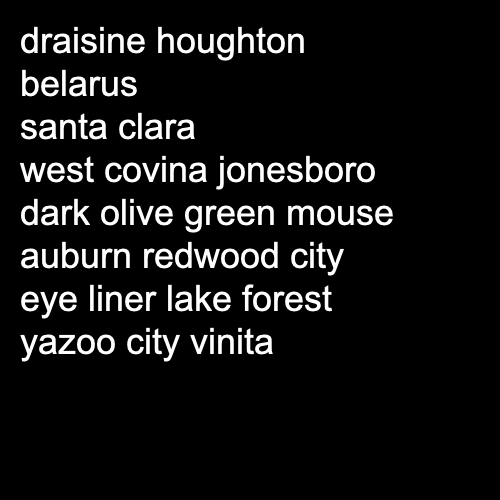 draisine houghton
belarus
santa clara
west covina jonesboro
dark olive green mouse
auburn redwood city
eye liner lake forest
yazoo city vinita